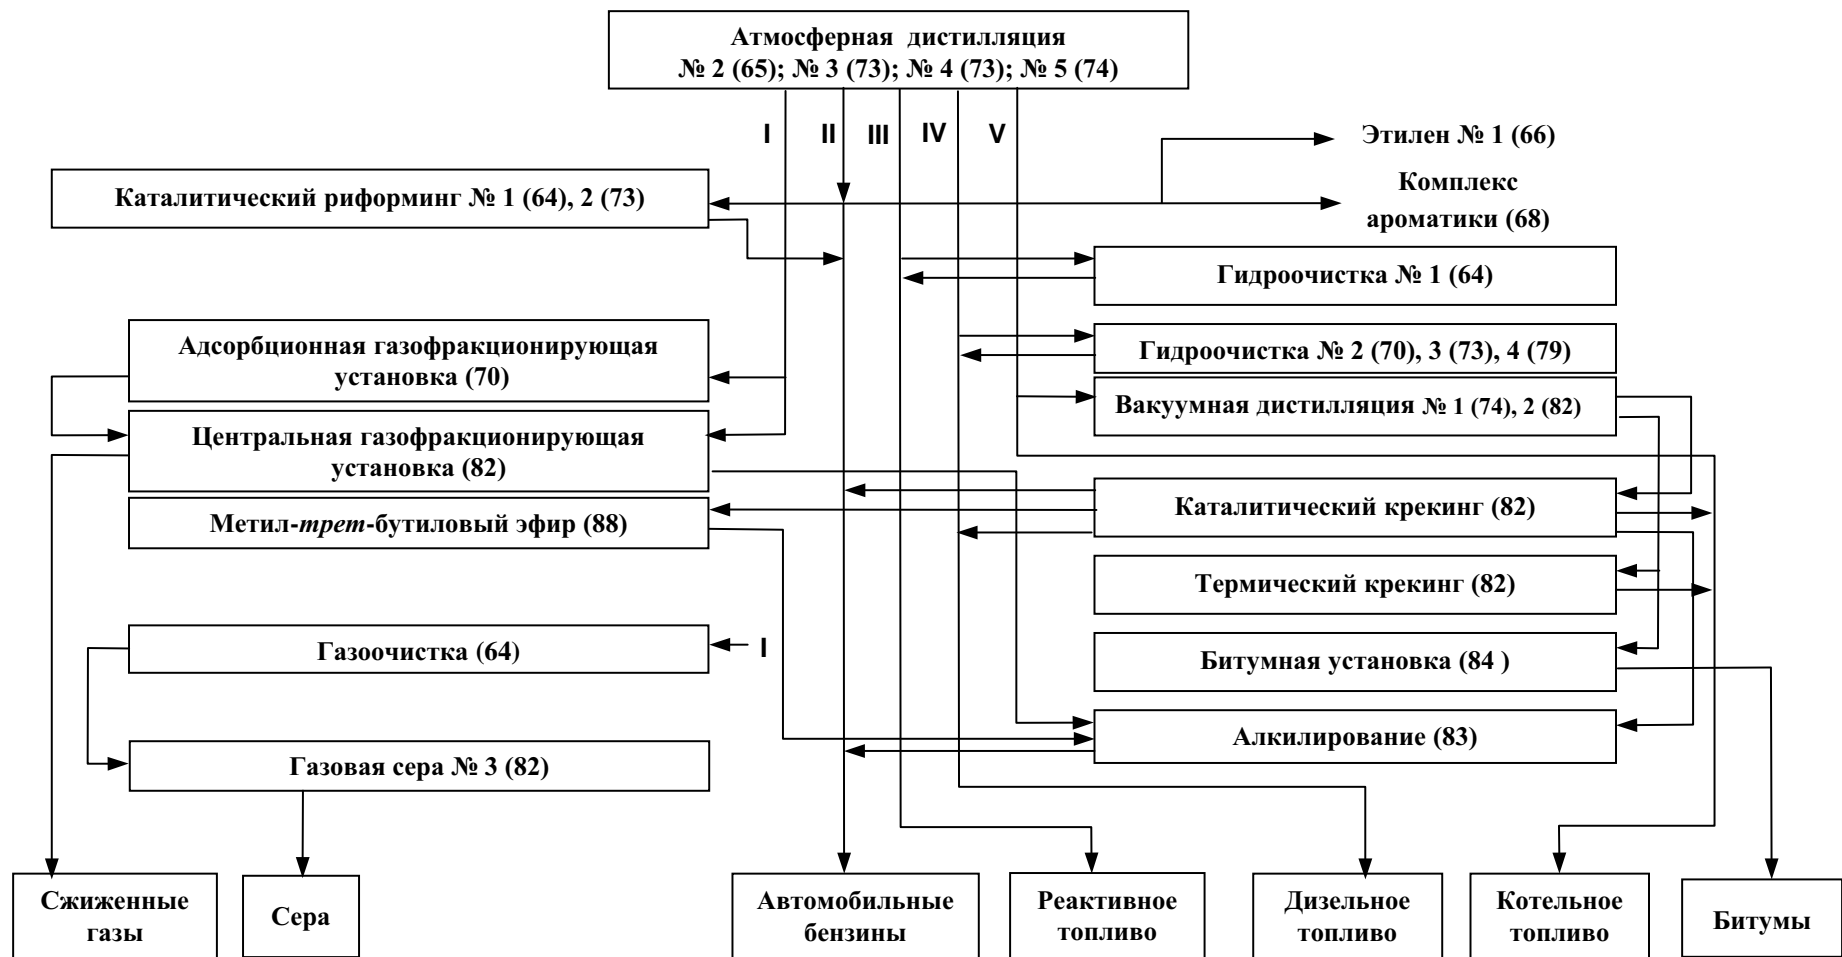 Атмосферная дистилляция
№ 2 (65); № 3 (73); № 4 (73); № 5 (74)
I
II
III
IV
V
Этилен № 1 (66)
Каталитический риформинг № 1 (64), 2 (73)
Комплекс
ароматики (68)
Гидроочистка № 1 (64)
Адсорбционная газофракционирующая
установка (70)
Гидроочистка № 2 (70), 3 (73), 4 (79)
Вакуумная дистилляция № 1 (74), 2 (82)
Центральная газофракционирующая
установка (82)
Метил-трет-бутиловый эфир (88)
Каталитический крекинг (82)
Термический крекинг (82)
Газоочистка (64)
I
Битумная установка (84 )
Алкилирование (83)
Газовая сера № 3 (82)
Сжиженные
газы
Сера
Автомобильные
бензины
Реактивное
топливо
Дизельное
топливо
Котельное
топливо
Битумы